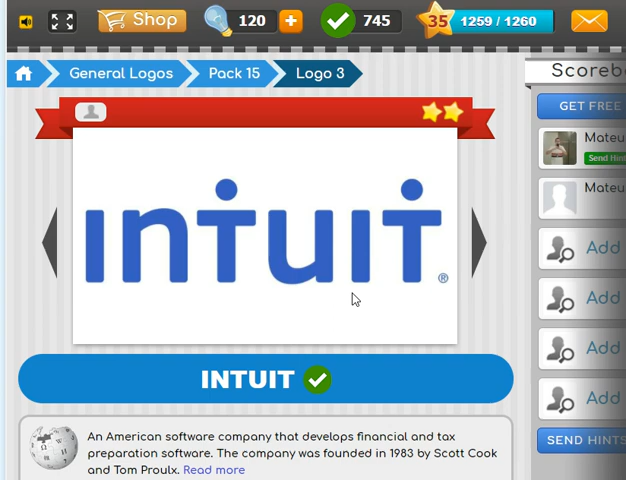 Shop 120 + 745 35 1259 / 1260
General Logos Pack 15 Logo 3
Scoreb
GET FREE
Mateu
Send Hint
Mateu
intuit®
Add
Add
Add
Add
INTUIT
SEND HINTS
W
An American software company that develops financial and tax
preparation software. The company was founded in 1983 by Scott Cook
and Tom Proulx. Read more